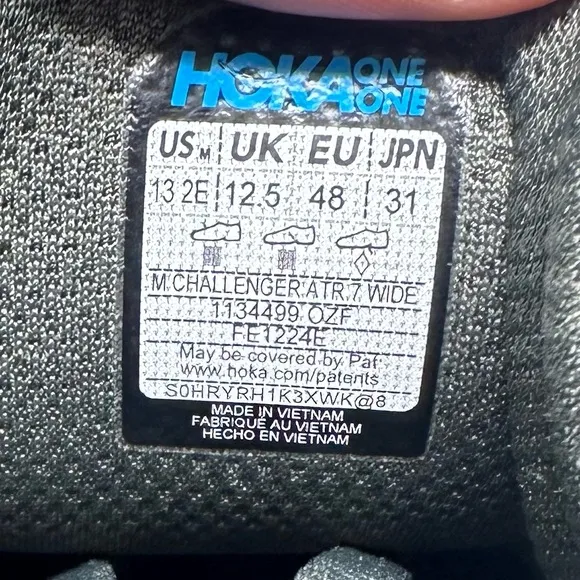 HOKA ONE ONE
US M UK EU JPN
13 2E 12.5 48 31
M CHALLENGER ATR 7 WIDE
1134499 OZF
FE1224E
May be covered by Pat
www.hoka.com/patents
S0HRYRH1K3XWK@8
MADE IN VIETNAM
FABRIQUÉ AU VIETNAM
HECHO EN VIETNAM